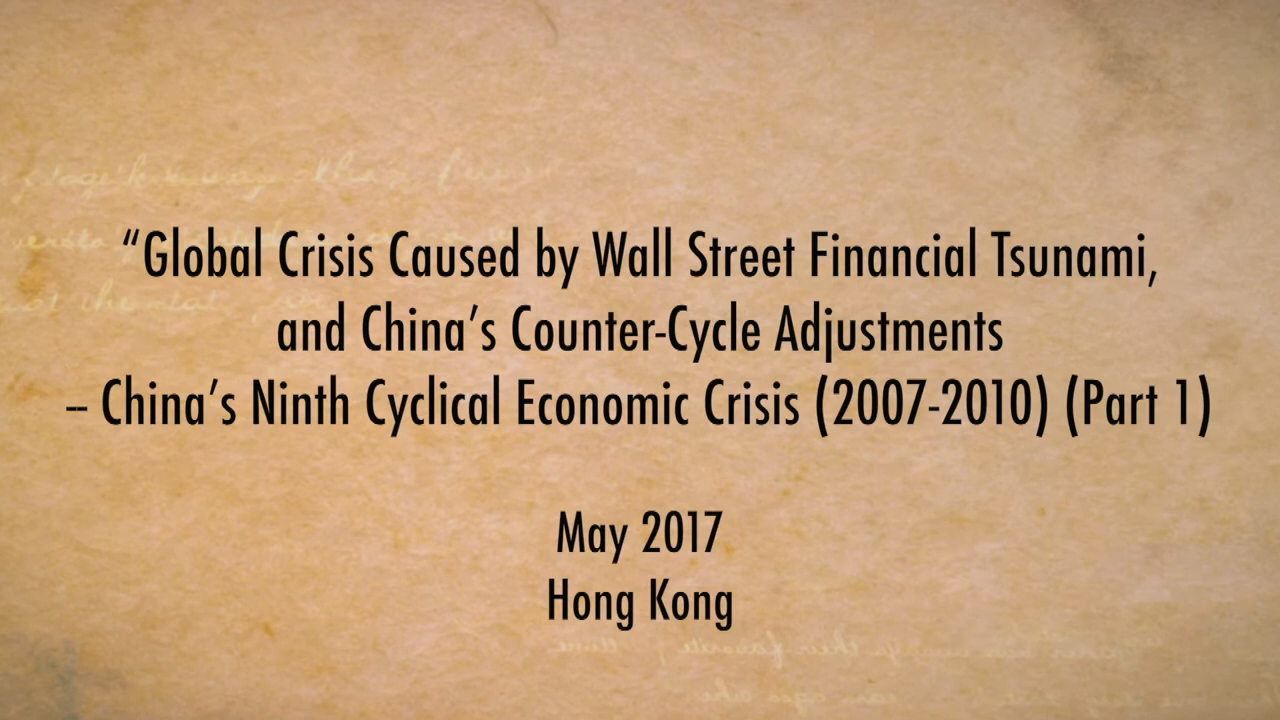 “Global Crisis Caused by Wall Street Financial Tsunami,
and China’s Counter-Cycle Adjustments
– China’s Ninth Cyclical Economic Crisis (2007-2010) (Part 1)
May 2017
Hong Kong